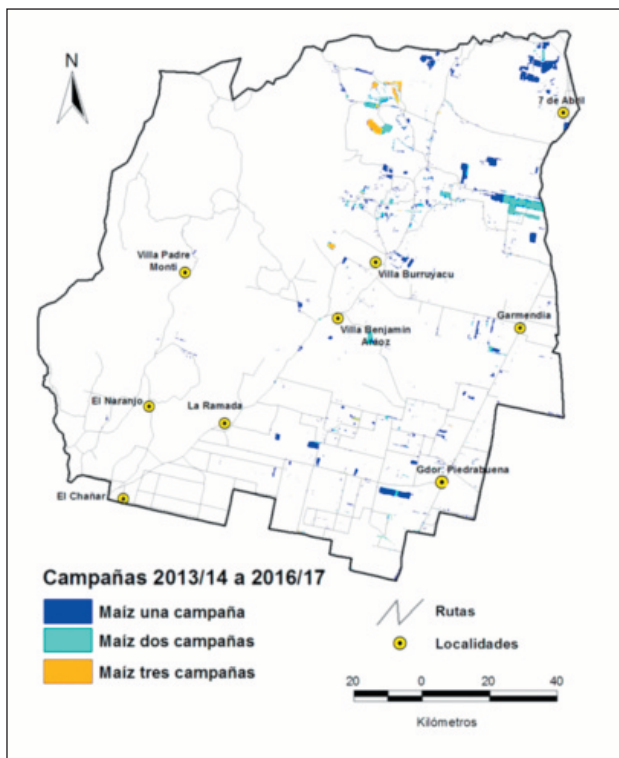 N
7 de Abril
Villa Padre
Monti
Villa Burruyacu
Garmendia
Villa Benjamín
Aráoz
El Naranjo
La Ramada
Gdor. Piedrabuena
El Chañar
Campañas 2013/14 a 2016/17
Maíz una campaña
Maíz dos campañas
Maíz tres campañas
Rutas
Localidades
20 0 20 40
Kilómetros